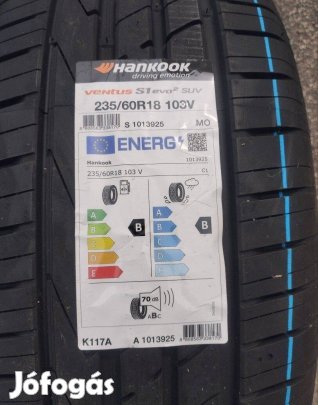 HANKOOK
driving emotion
ventus S1 evo² SUV
235/60R18 103V
S 1013925 MO
ENERG
Hankook 1013925
235/60R18 103 V C1
A A
B B B B
C C
D D
E E
70 dB
ABC
K117A A 1013925
Jófogás